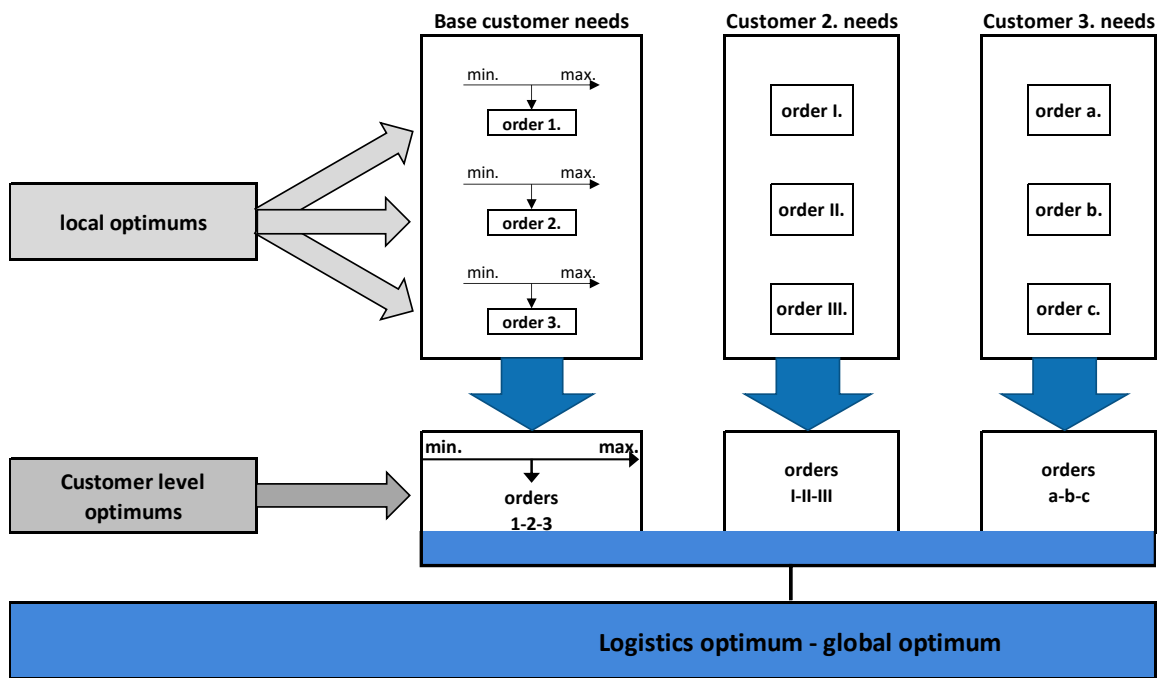 Base customer needs
Customer 2. needs
Customer 3. needs
min. max.
order 1.
order I.
order a.
local optimums
min. max.
order 2.
order II.
order b.
min. max.
order 3.
order III.
order c.
Customer level
optimums
min. max.
orders
1-2-3
orders
I-II-III
orders
a-b-c
Logistics optimum - global optimum